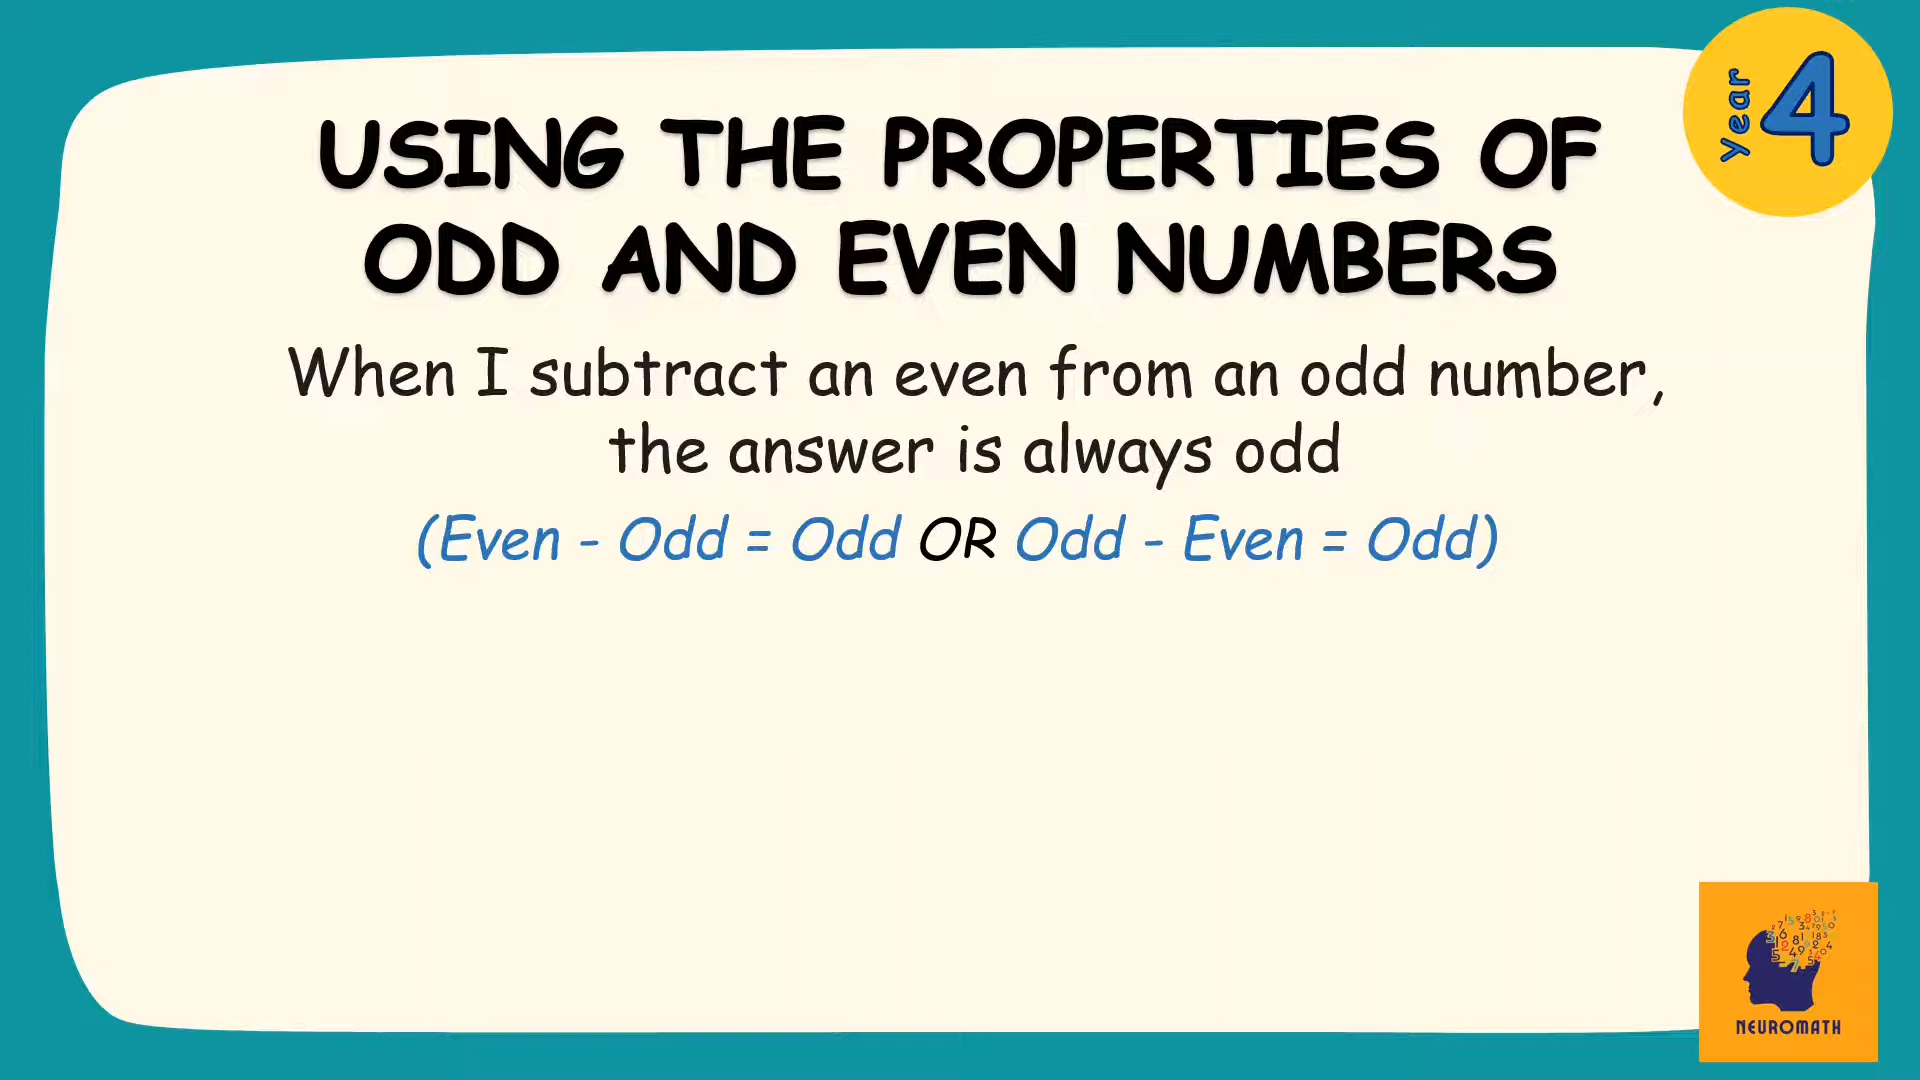 USING THE PROPERTIES OF
ODD AND EVEN NUMBERS
Year 4
When I subtract an even from an odd number,
the answer is always odd
(Even - Odd = Odd OR Odd - Even = Odd)
NEUROMATH